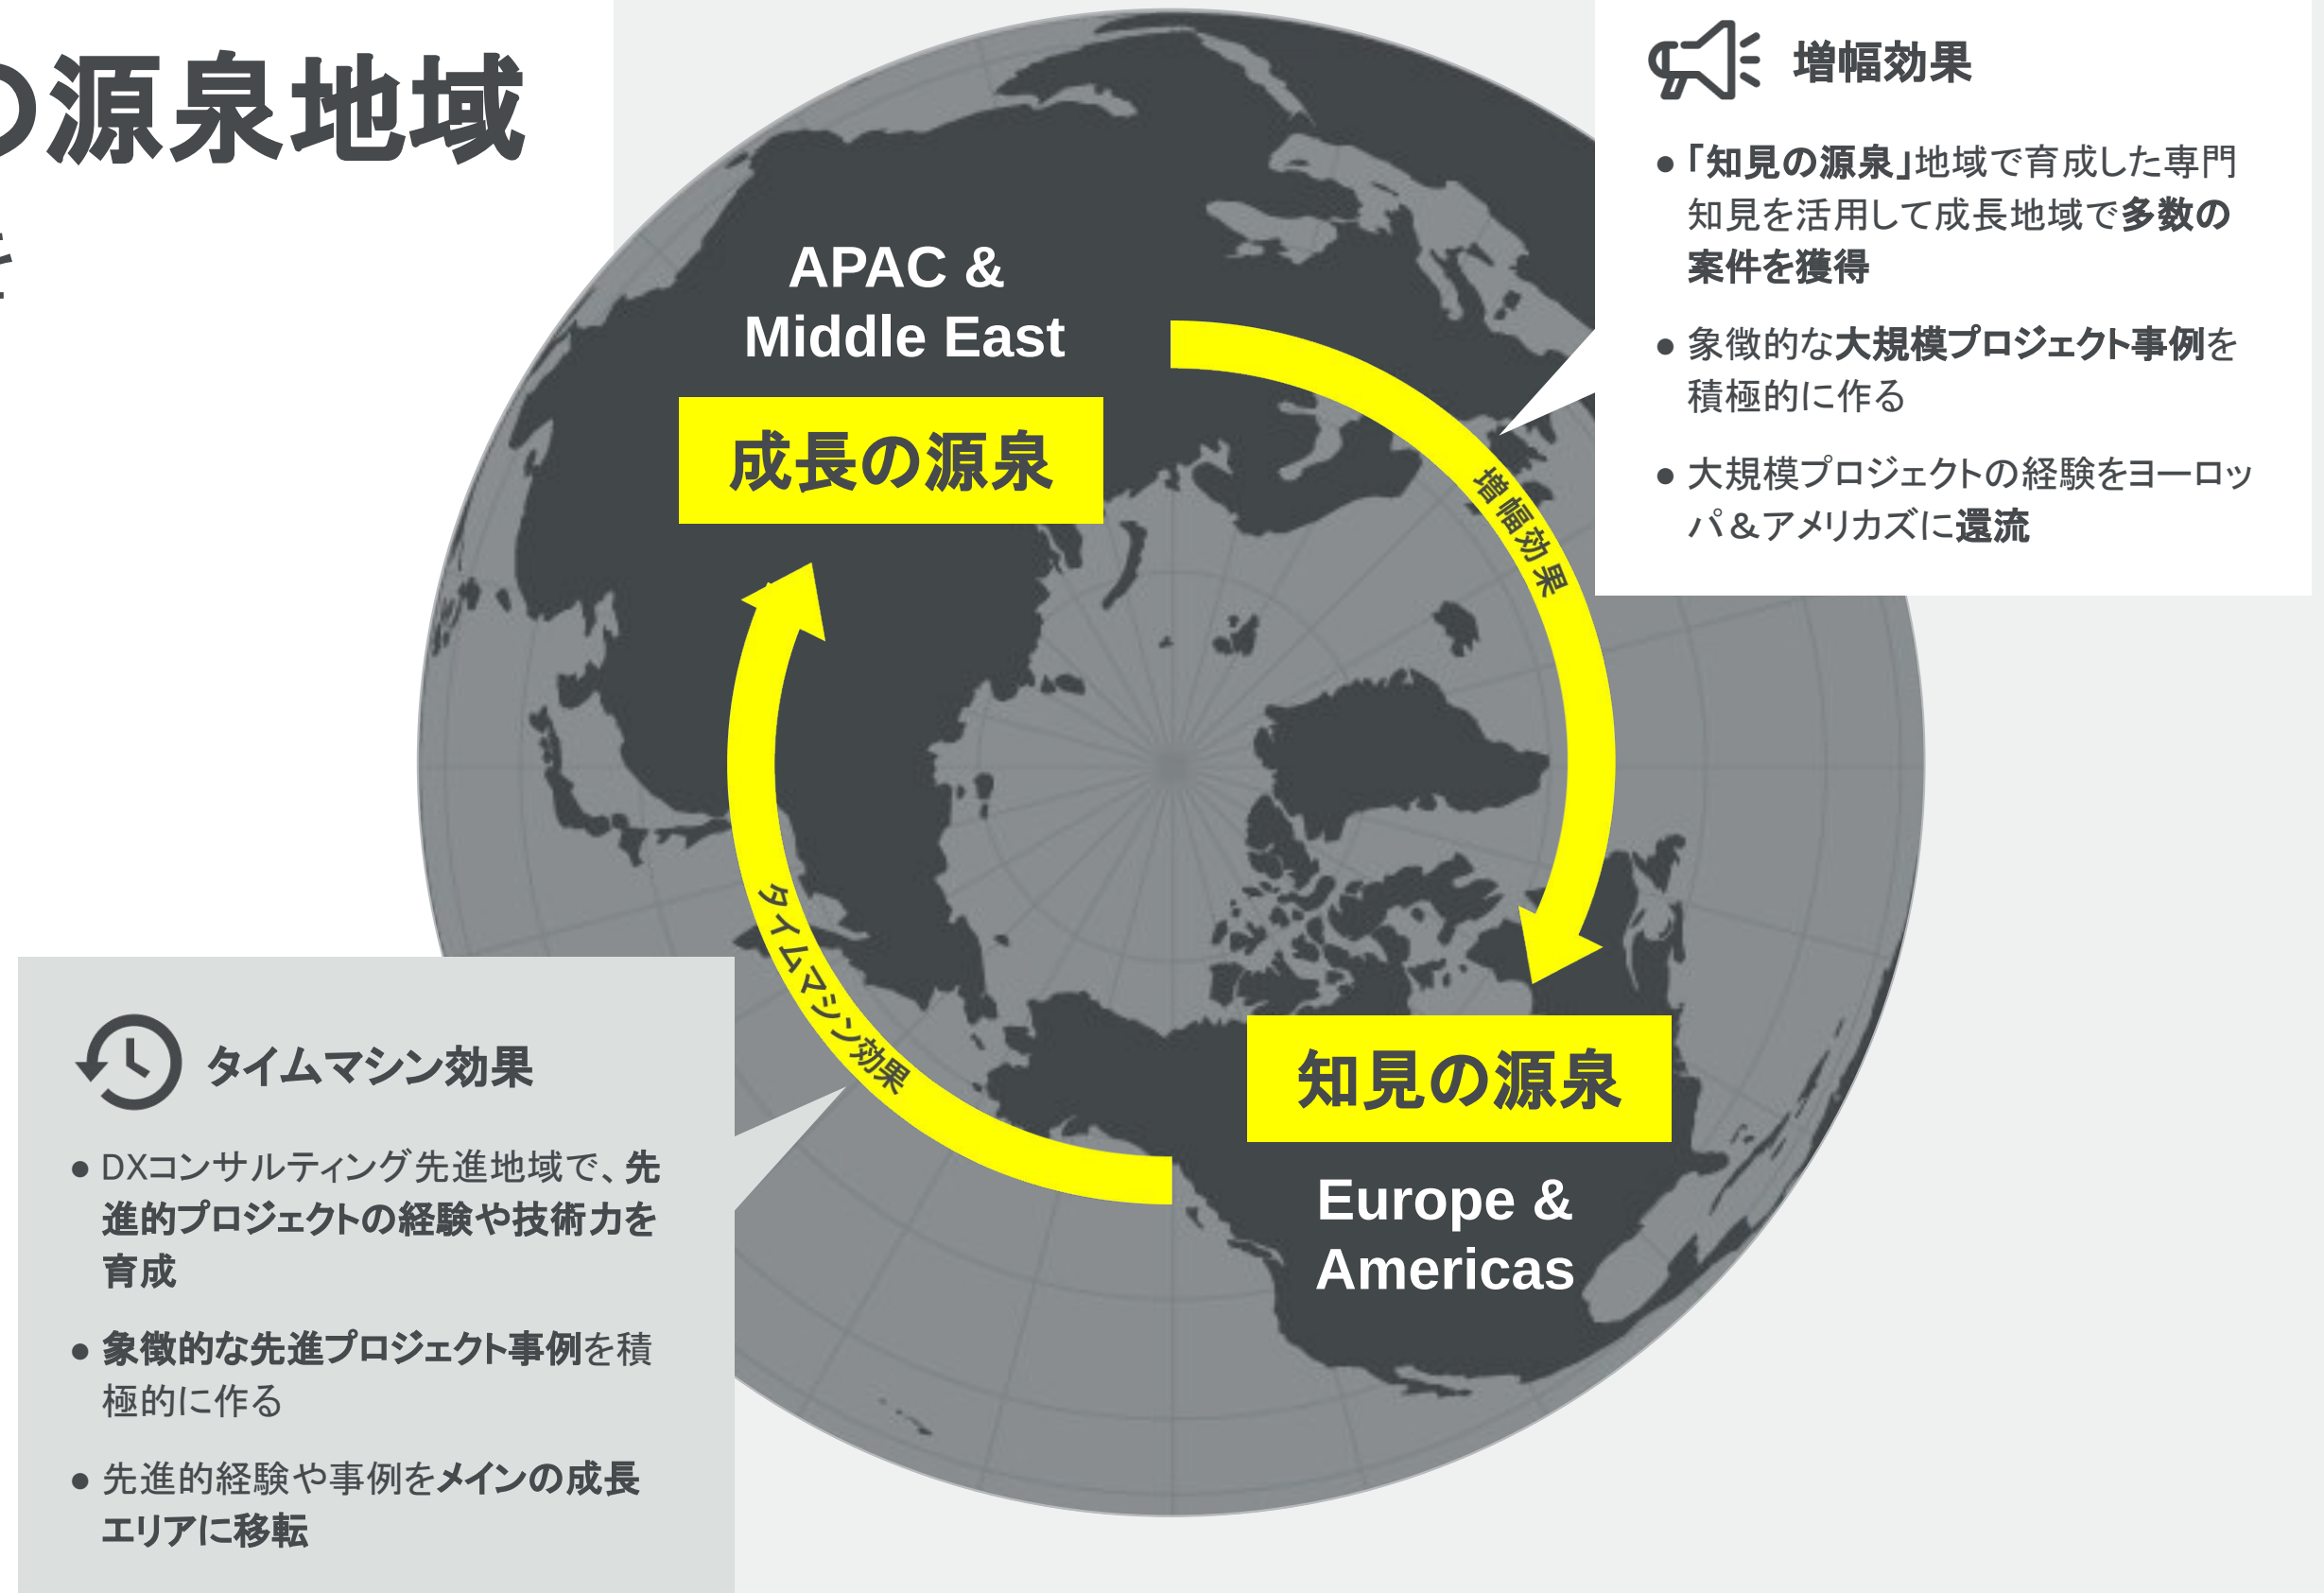 の源泉地域
を
APAC &
Middle East
成長の源泉
増幅効果
タイムマシン効果
知見の源泉
Europe &
Americas
増幅効果
●「知見の源泉」地域で育成した専門
知見を活用して成長地域で多数の
案件を獲得
● 象徴的な大規模プロジェクト事例を
積極的に作る
● 大規模プロジェクトの経験をヨーロッ
パ＆アメリカズに還流
タイムマシン効果
● DXコンサルティング先進地域で、先
進的プロジェクトの経験や技術力を
育成
● 象徴的な先進プロジェクト事例を積
極的に作る
● 先進的経験や事例をメインの成長
エリアに移転